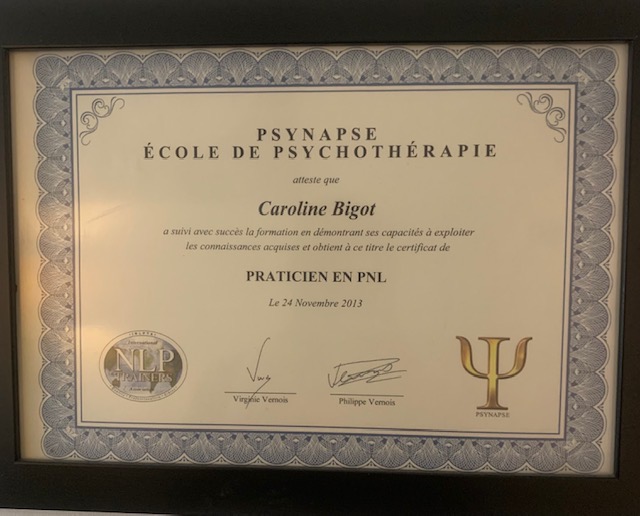 PSYNAPSE
ÉCOLE DE PSYCHOTHÉRAPIE
atteste que
Caroline Bigot
a suivi avec succès la formation en démontrant ses capacités à exploiter
les connaissances acquises et obtient à ce titre le certificat de
PRATICIEN EN PNL
Le 24 Novembre 2013
International
NLP
TRAINERS
Virginie Vernois
Philippe Vernois
PSYNAPSE